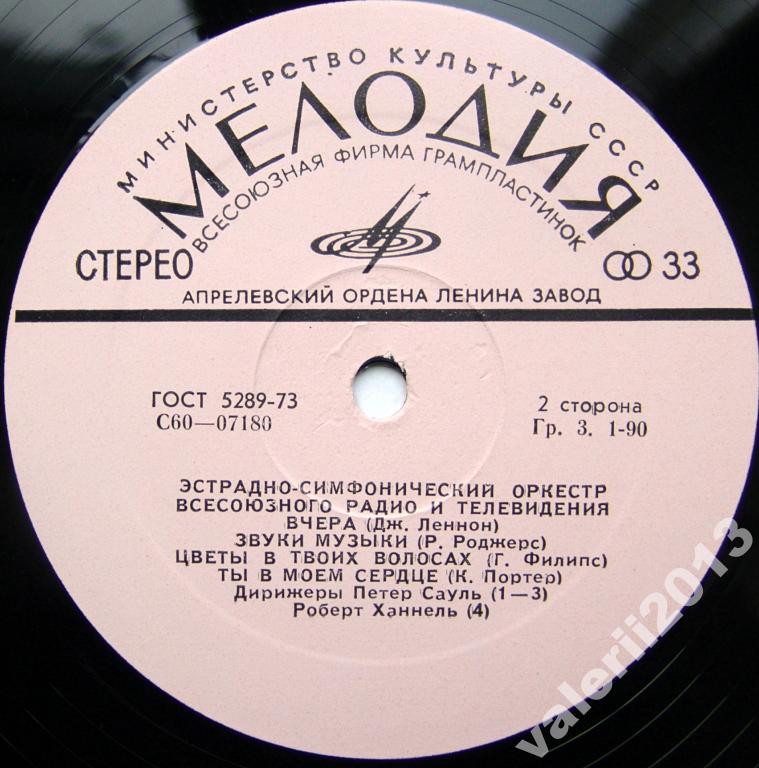 МИНИСТЕРСТВО КУЛЬТУРЫ СССР
МЕЛОДИЯ
ВСЕСОЮЗНАЯ ФИРМА ГРАМПЛАСТИНОК
СТЕРЕО 33
АПРЕЛЕВСКИЙ ОРДЕНА ЛЕНИНА ЗАВОД
ГОСТ 5289-73 2 сторона
С60—07180 Гр. 3. 1-90
ЭСТРАДНО-СИМФОНИЧЕСКИЙ ОРКЕСТР
ВСЕСОЮЗНОГО РАДИО И ТЕЛЕВИДЕНИЯ
ВЧЕРА (Дж. Леннон)
ЗВУКИ МУЗЫКИ (Р. Роджерс)
ЦВЕТЫ В ТВОИХ ВОЛОСАХ (Г. Филипс)
ТЫ В МОЕМ СЕРДЦЕ (К. Портер)
Дирижеры Петер Сауль (1—3)
Роберт Ханнель (4)
valerii2013